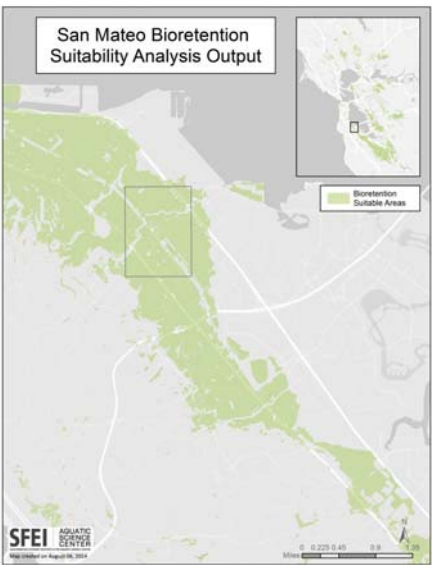 San Mateo Bioretention
Suitability Analysis Output
Bioretention
Suitable Areas
SFEI
AQUATIC
SCIENCE
CENTER
Map created on August 06, 2014
N
Miles
0 0.225 0.45 0.9 1.35